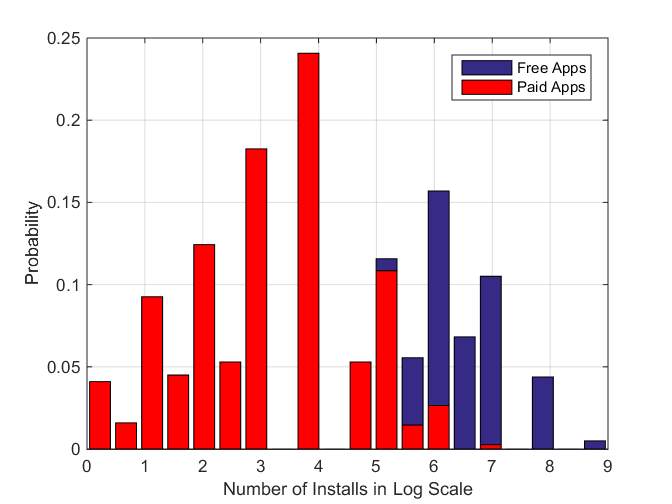 0.25
0.2
0.15
0.1
0.05
0
Probability
Free Apps
Paid Apps
0 1 2 3 4 5 6 7 8 9
Number of Installs in Log Scale